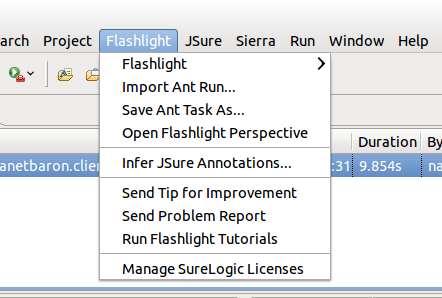 arch Project Flashlight JSure Sierra Run Window Help
Flashlight
Import Ant Run...
Save Ant Task As...
Open Flashlight Perspective
Duration By
Infer JSure Annotations...
anetbaron.clien :31 9.854s na
Send Tip for Improvement
Send Problem Report
Run Flashlight Tutorials
Manage SureLogic Licenses